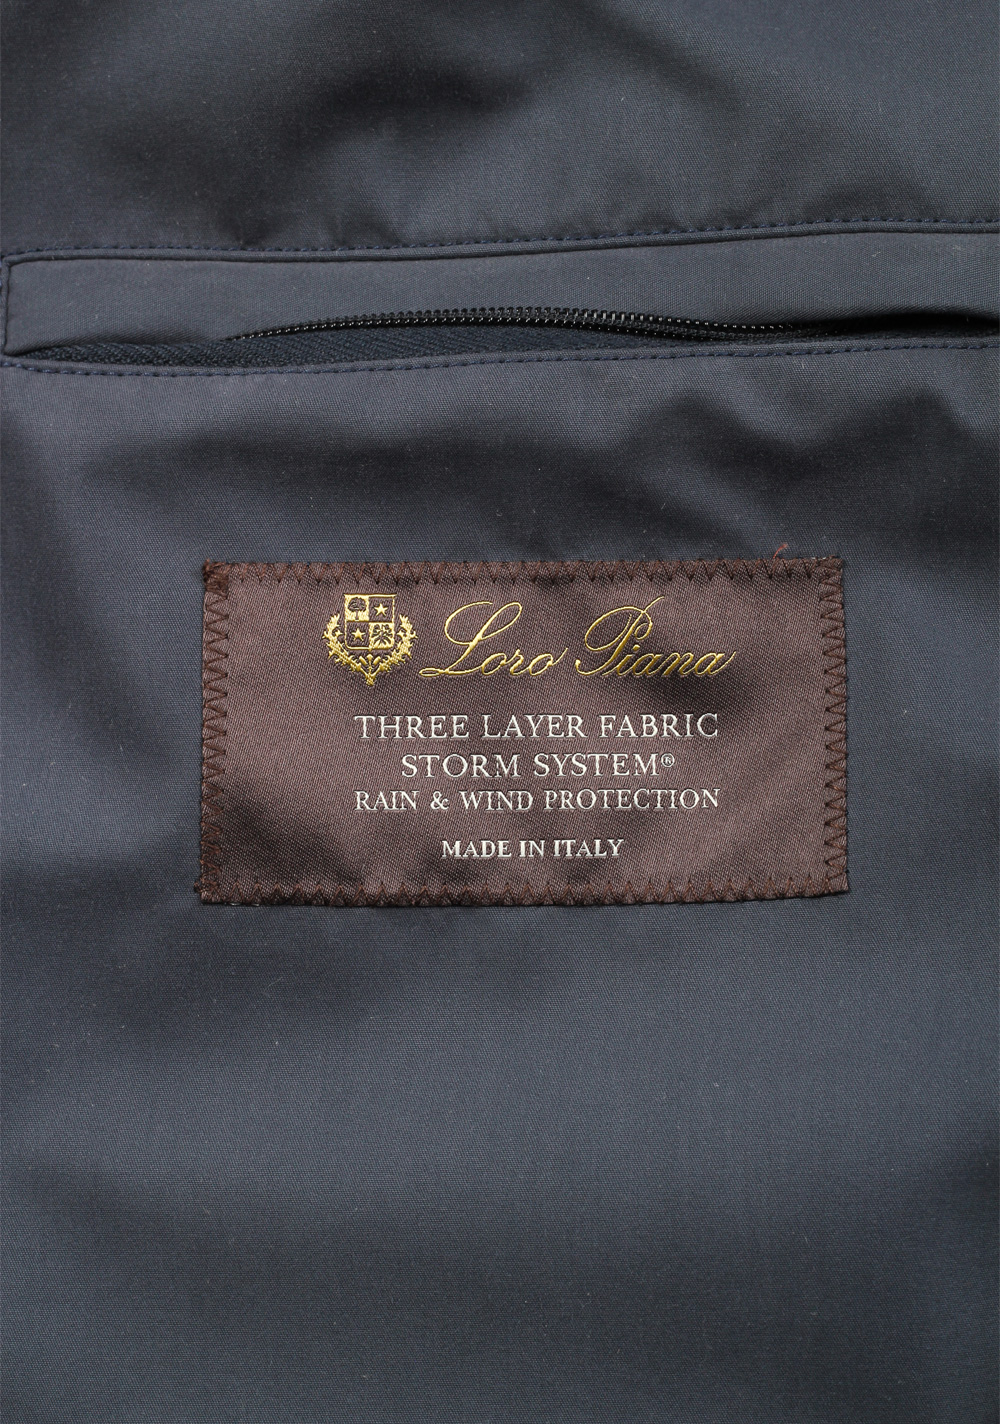 Loro Piana
THREE LAYER FABRIC
STORM SYSTEM®
RAIN & WIND PROTECTION
MADE IN ITALY